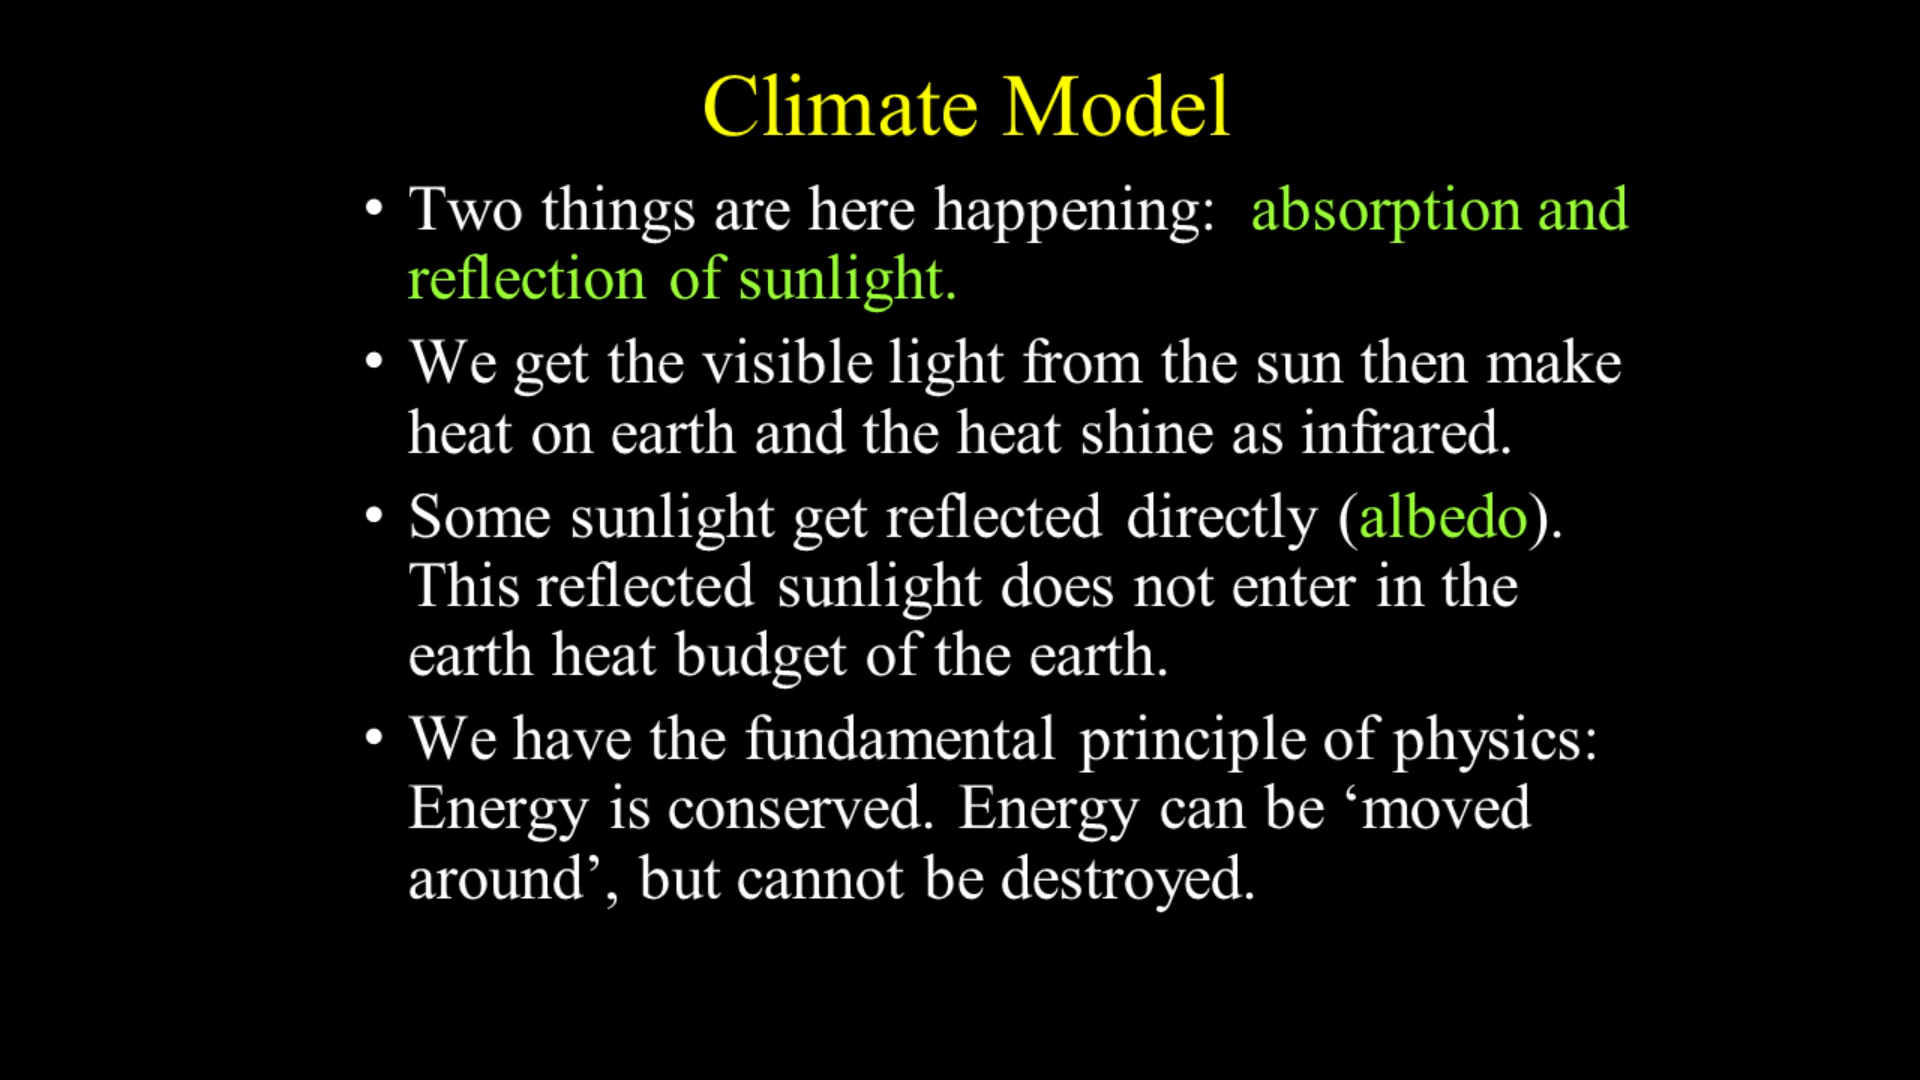 Climate Model
• Two things are here happening: absorption and
reflection of sunlight.
• We get the visible light from the sun then make
heat on earth and the heat shine as infrared.
• Some sunlight get reflected directly (albedo).
This reflected sunlight does not enter in the
earth heat budget of the earth.
• We have the fundamental principle of physics:
Energy is conserved. Energy can be ‘moved
around’, but cannot be destroyed.